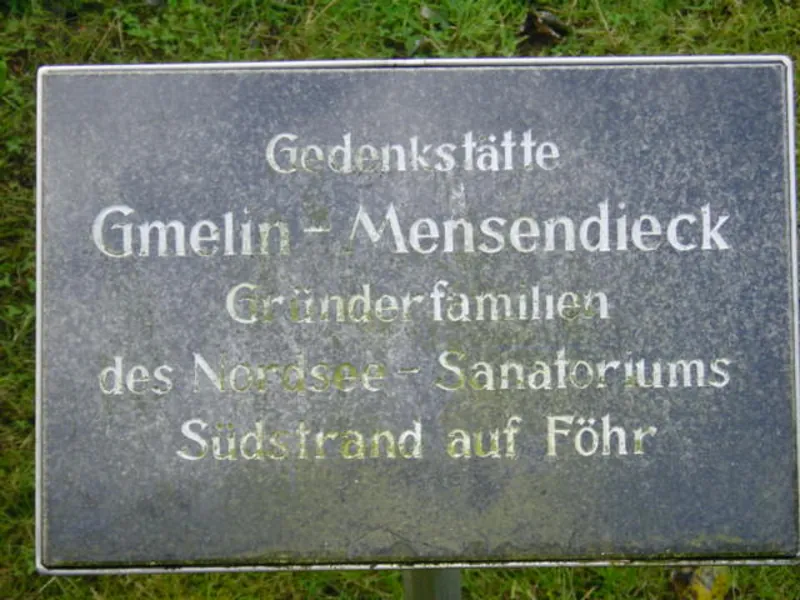 Gedenkstätte
Gmelin - Mensendieck
Gründerfamilien
des Nordsee - Sanatoriums
Südstrand auf Föhr